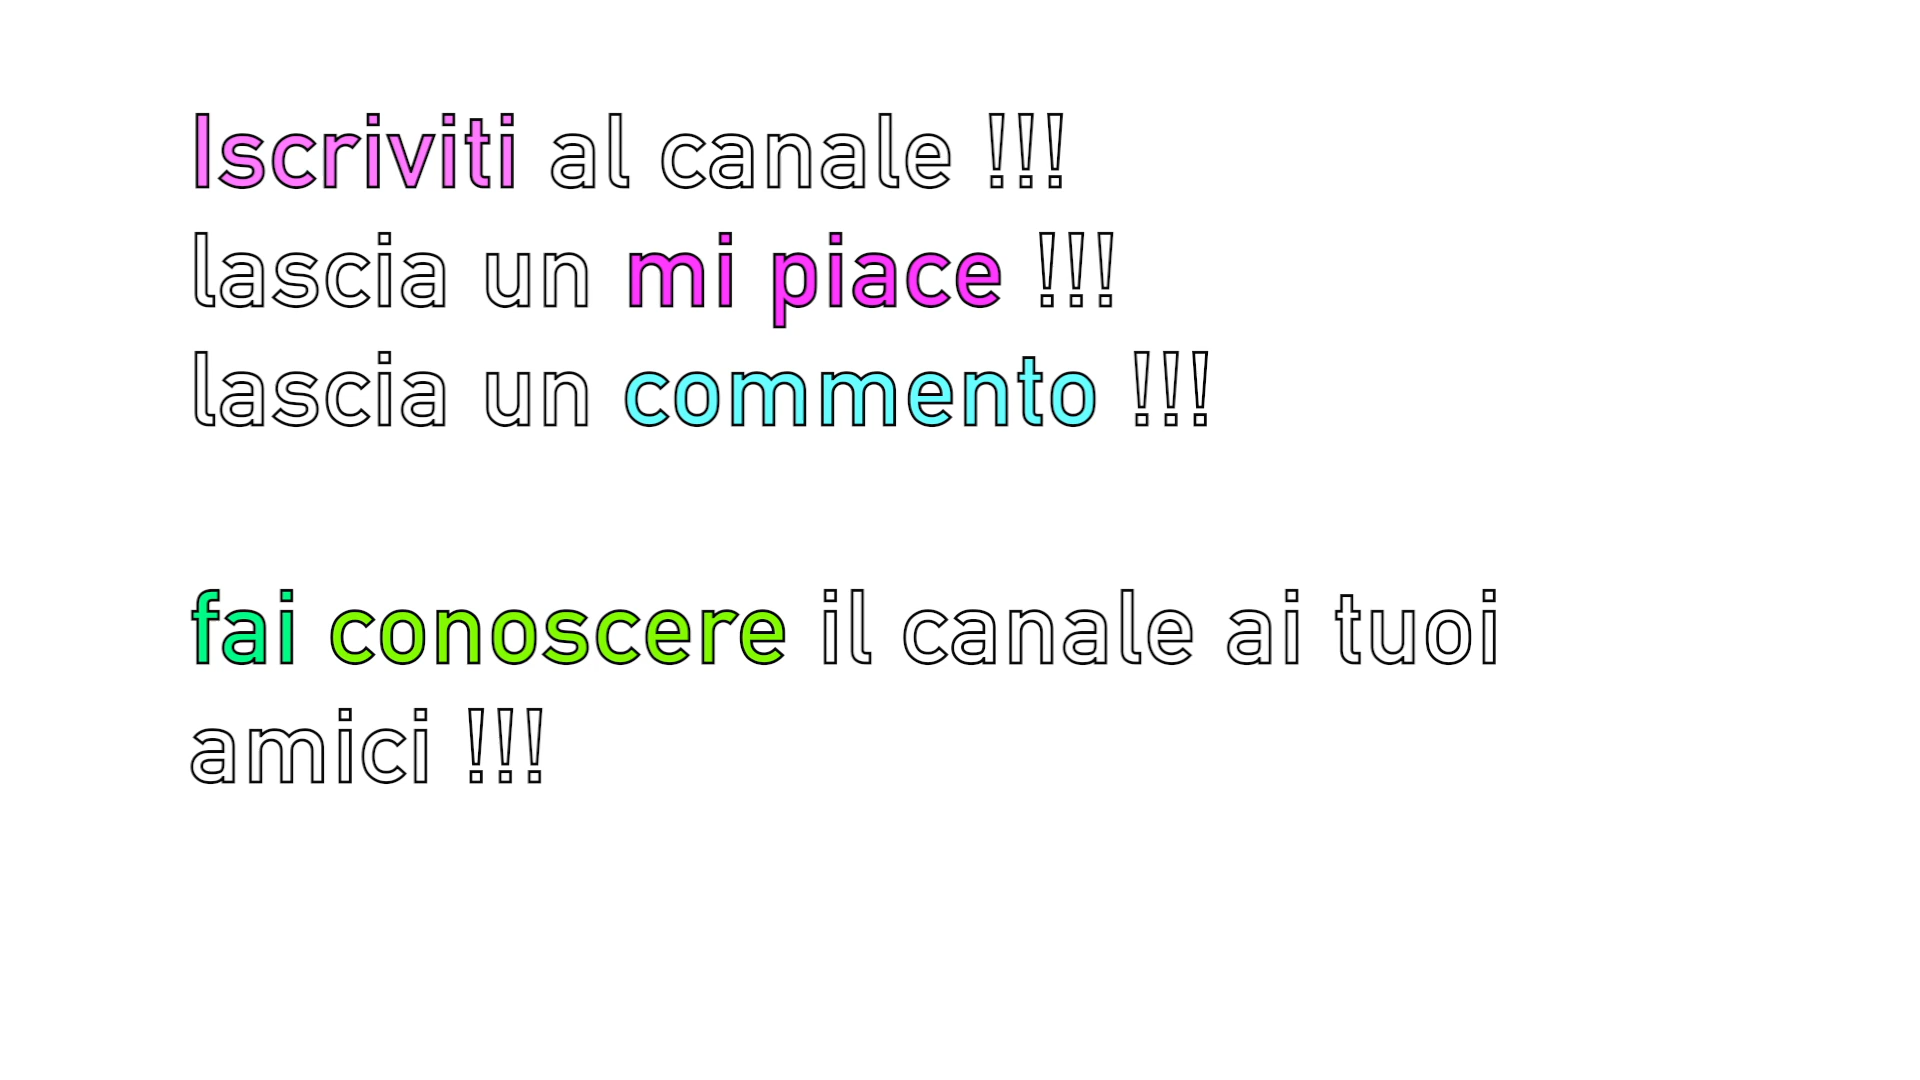 Iscriviti al canale !!!
lascia un mi piace !!!
lascia un commento !!!
fai conoscere il canale ai tuoi
amici !!!